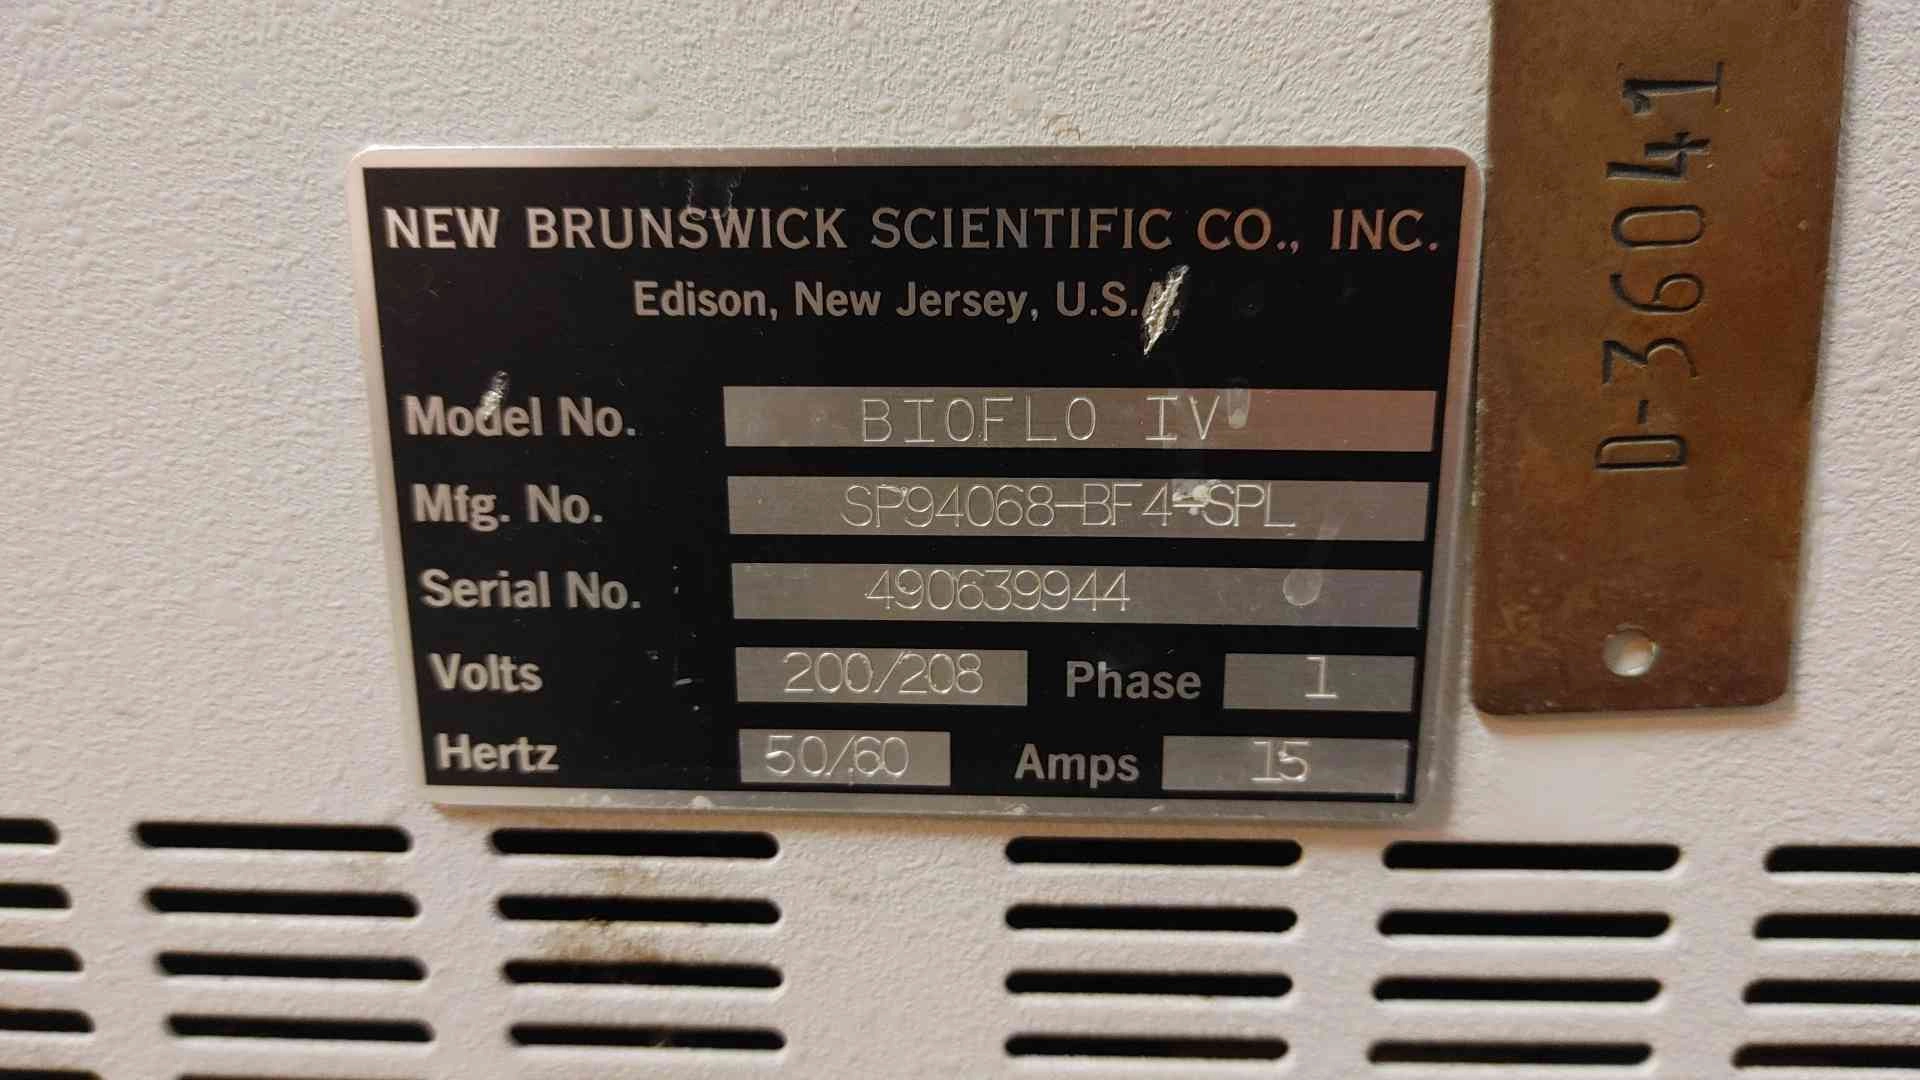 NEW BRUNSWICK SCIENTIFIC CO., INC.
Edison, New Jersey, U.S.A.
Model No. BIOFLO IV
Mfg. No. SP94068-BF4-SPL
Serial No. 490639944
Volts 200/208 Phase 1
Hertz 50/60 Amps 15
D-36041